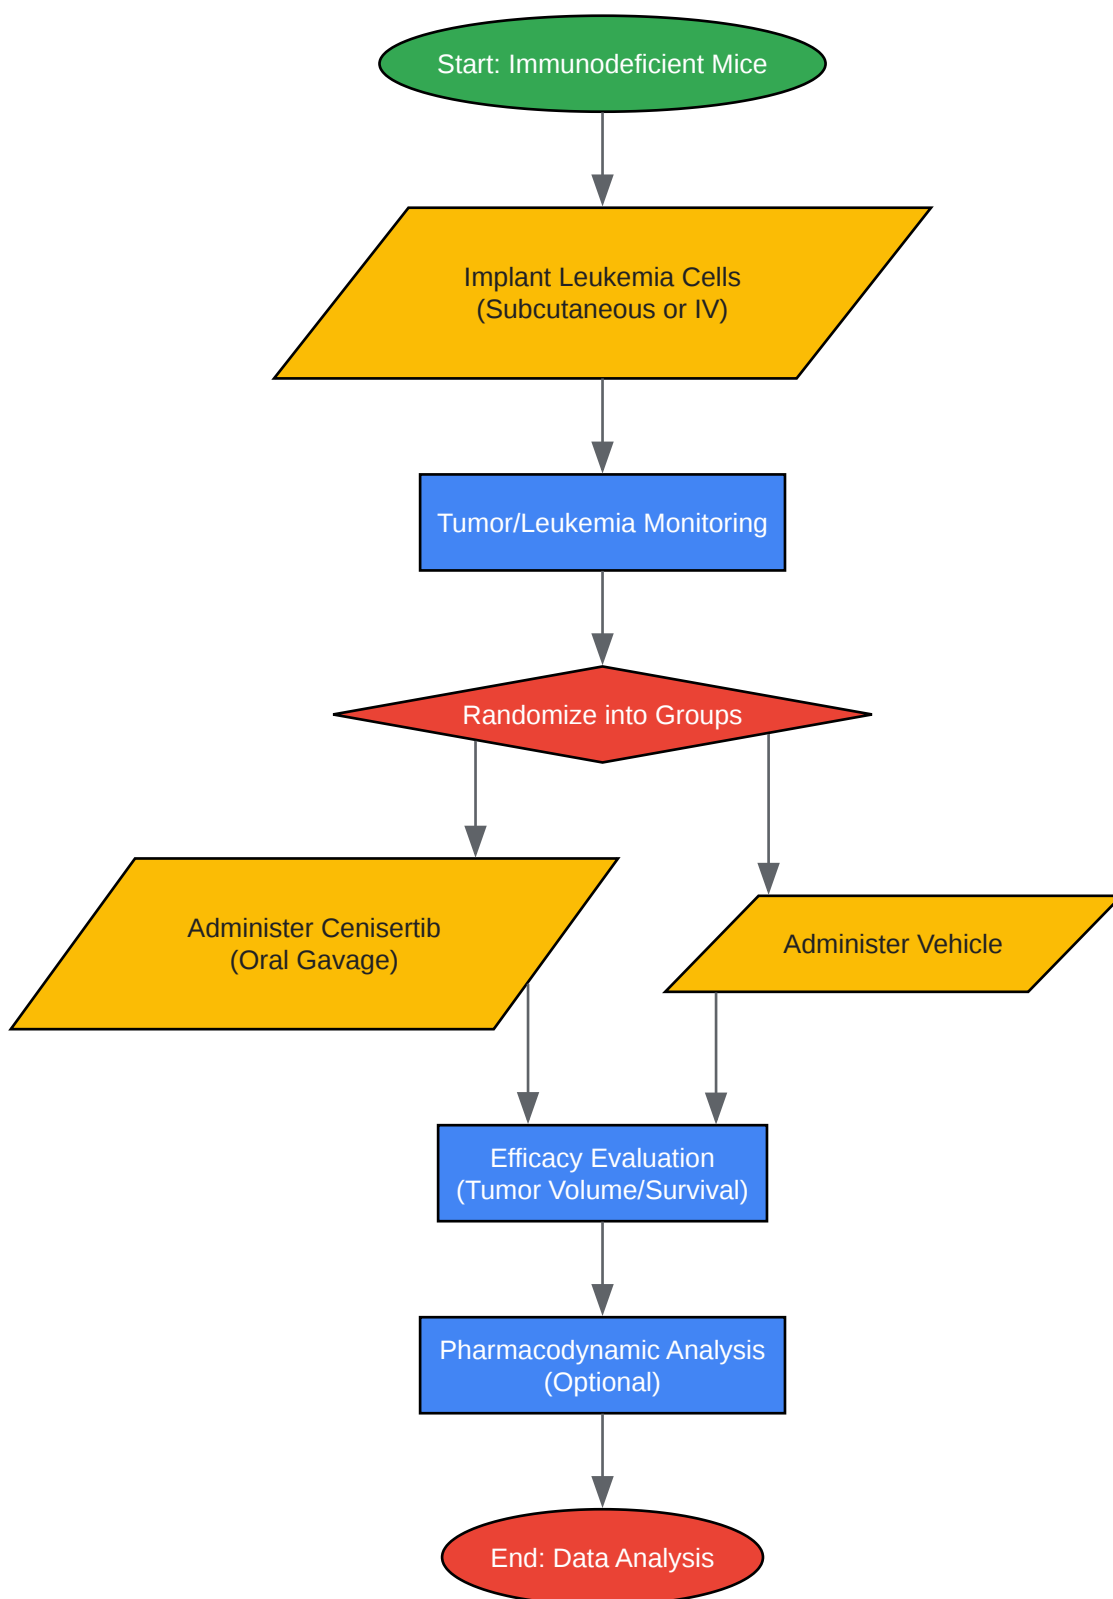 Start: Immunodeficient Mice
Implant Leukemia Cells
(Subcutaneous or IV)
Tumor/Leukemia Monitoring
Randomize into Groups
Administer Cenisertib
(Oral Gavage)
Administer Vehicle
Efficacy Evaluation
(Tumor Volume/Survival)
Pharmacodynamic Analysis
(Optional)
End: Data Analysis